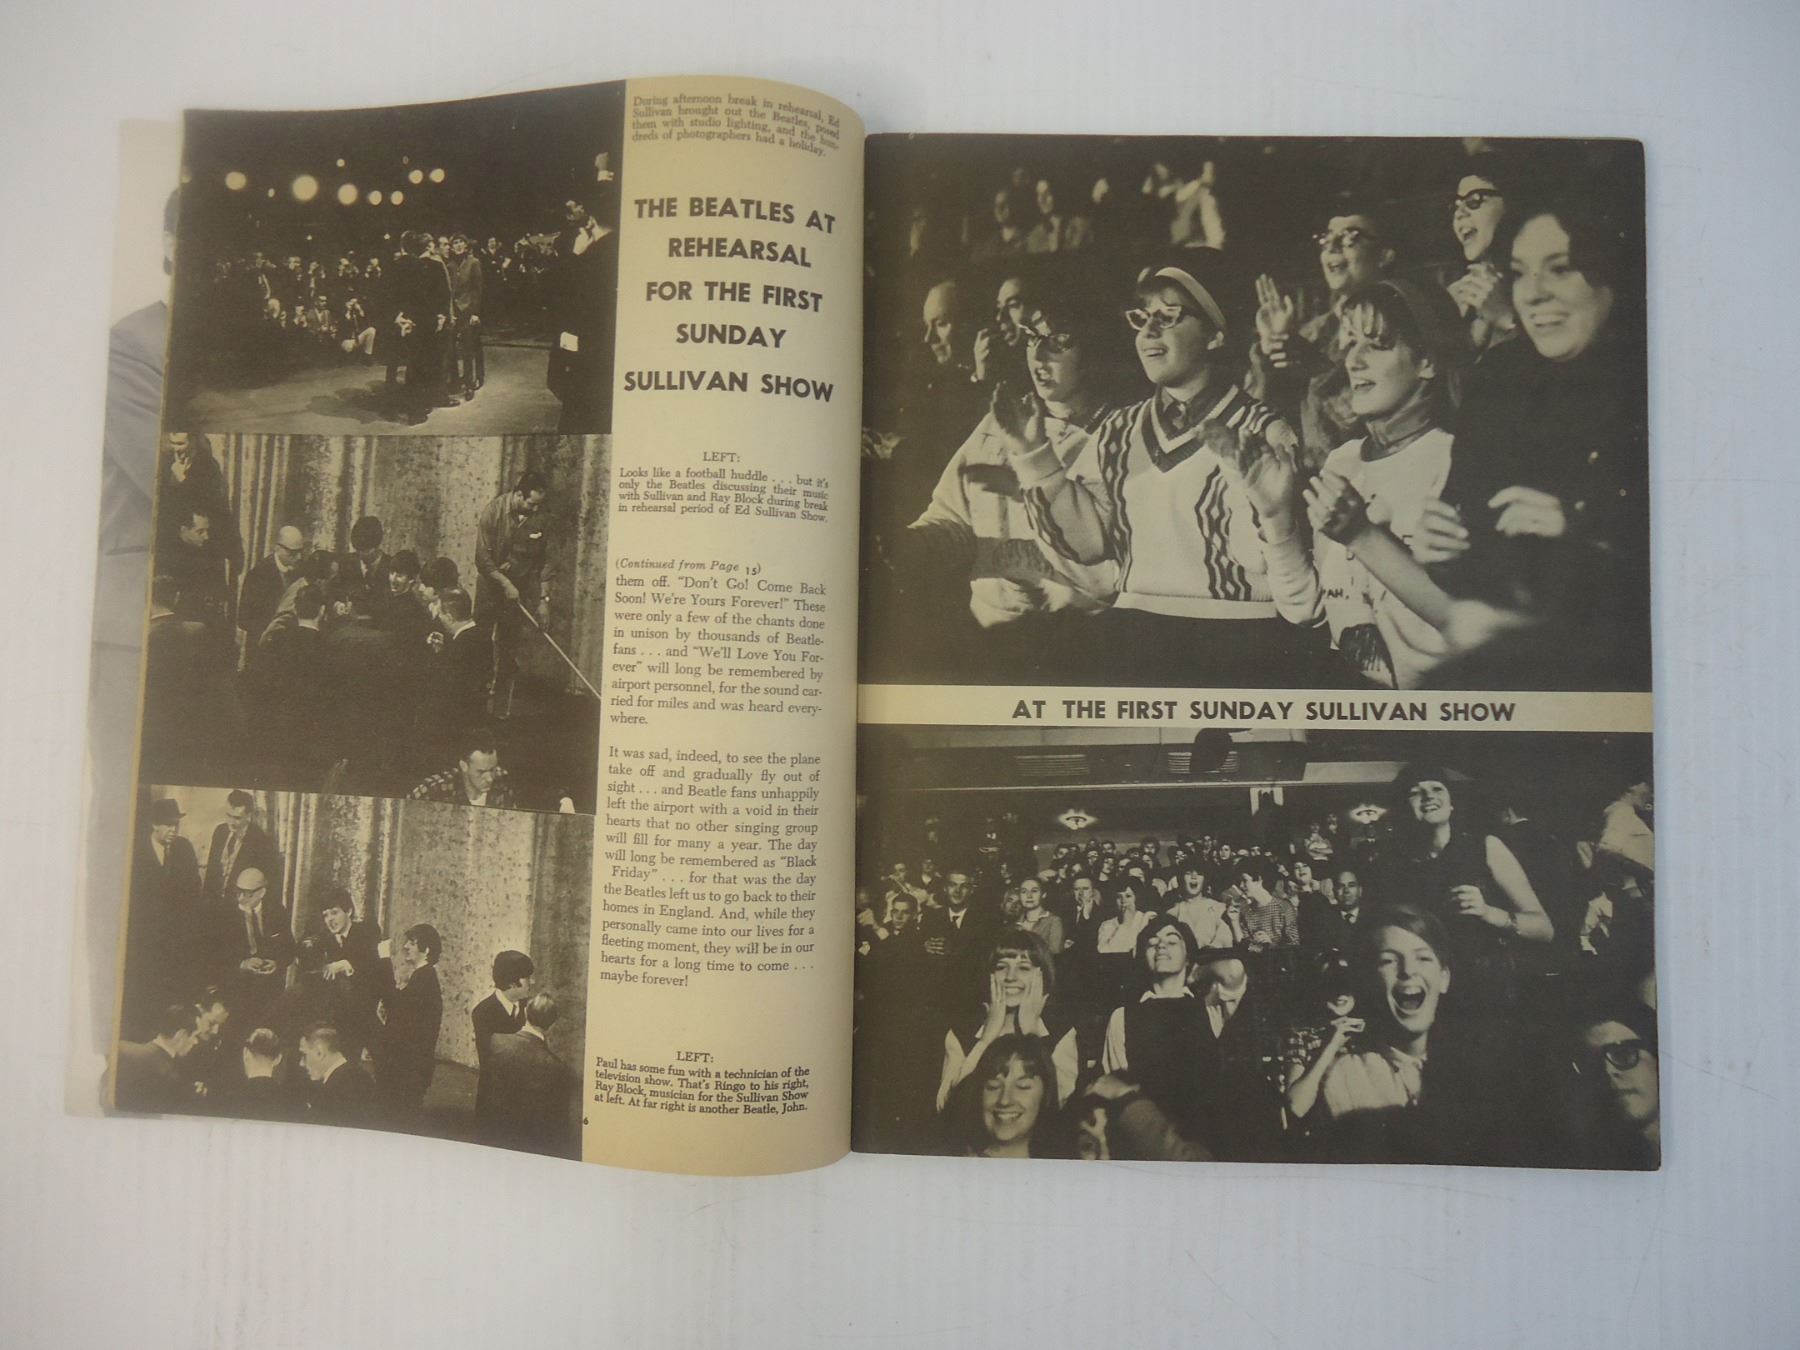 During afternoon break in rehearsal, Ed
Sullivan brought out the Beatles, posed
them with studio lighting, and the hun-
dreds of photographers had a holiday.
THE BEATLES AT
REHEARSAL
FOR THE FIRST
SUNDAY
SULLIVAN SHOW
LEFT:
Looks like a football huddle . . . but it's
only the Beatles discussing their music
with Sullivan and Ray Block during break
in rehearsal period of Ed Sullivan Show.
(Continued from Page 15)
them off. "Don't Go! Come Back
Soon! We're Yours Forever!" These
were only a few of the chants done
in unison by thousands of Beatle-
fans . . . and "We'll Love You For-
ever" will long be remembered by
airport personnel, for the sound car-
ried for miles and was heard every-
where.
It was sad, indeed, to see the plane
take off and gradually fly out of
sight . . . and Beatle fans unhappily
left the airport with a void in their
hearts that no other singing group
will fill for many a year. The day
will long be remembered as "Black
Friday" . . . for that was the day
the Beatles left us to go back to their
homes in England. And, while they
personally came into our lives for a
fleeting moment, they will be in our
hearts for a long time to come . . .
maybe forever!
LEFT:
Paul has some fun with a technician of the
television show. That's Ringo to his right,
Ray Block, musician for the Sullivan Show
at left. At far right is another Beatle, John.
6
AT THE FIRST SUNDAY SULLIVAN SHOW